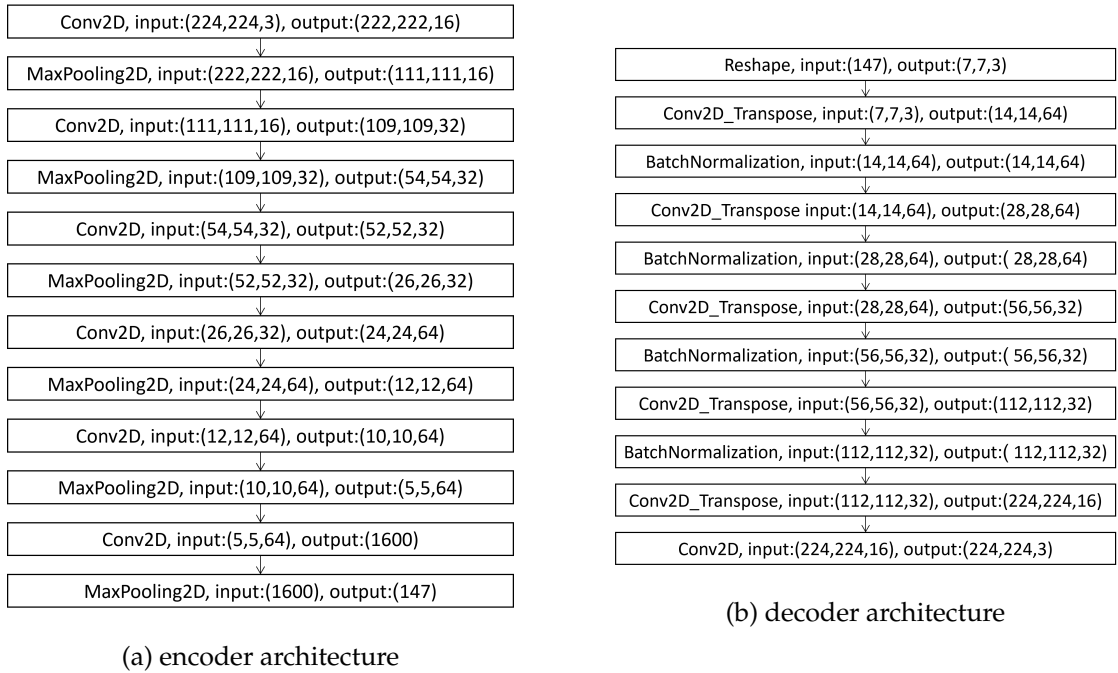 Conv2D, input:(224,224,3), output:(222,222,16)
MaxPooling2D, input:(222,222,16), output:(111,111,16)
Conv2D, input:(111,111,16), output:(109,109,32)
MaxPooling2D, input:(109,109,32), output:(54,54,32)
Conv2D, input:(54,54,32), output:(52,52,32)
MaxPooling2D, input:(52,52,32), output:(26,26,32)
Conv2D, input:(26,26,32), output:(24,24,64)
MaxPooling2D, input:(24,24,64), output:(12,12,64)
Conv2D, input:(12,12,64), output:(10,10,64)
MaxPooling2D, input:(10,10,64), output:(5,5,64)
Conv2D, input:(5,5,64), output:(1600)
MaxPooling2D, input:(1600), output:(147)
(a) encoder architecture
Reshape, input:(147), output:(7,7,3)
Conv2D_Transpose, input:(7,7,3), output:(14,14,64)
BatchNormalization, input:(14,14,64), output:(14,14,64)
Conv2D_Transpose input:(14,14,64), output:(28,28,64)
BatchNormalization, input:(28,28,64), output:( 28,28,64)
Conv2D_Transpose, input:(28,28,64), output:(56,56,32)
BatchNormalization, input:(56,56,32), output:( 56,56,32)
Conv2D_Transpose, input:(56,56,32), output:(112,112,32)
BatchNormalization, input:(112,112,32), output:( 112,112,32)
Conv2D_Transpose, input:(112,112,32), output:(224,224,16)
Conv2D, input:(224,224,16), output:(224,224,3)
(b) decoder architecture